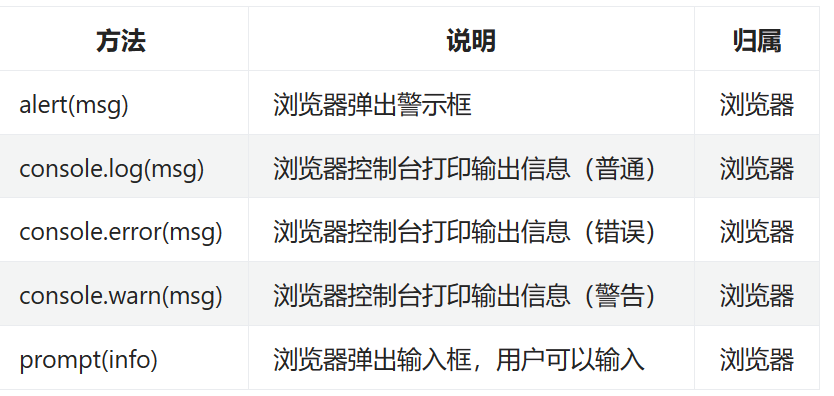 方法 说明 归属
alert(msg) 浏览器弹出警示框 浏览器
console.log(msg) 浏览器控制台打印输出信息（普通） 浏览器
console.error(msg) 浏览器控制台打印输出信息（错误） 浏览器
console.warn(msg) 浏览器控制台打印输出信息（警告） 浏览器
prompt(info) 浏览器弹出输入框，用户可以输入 浏览器